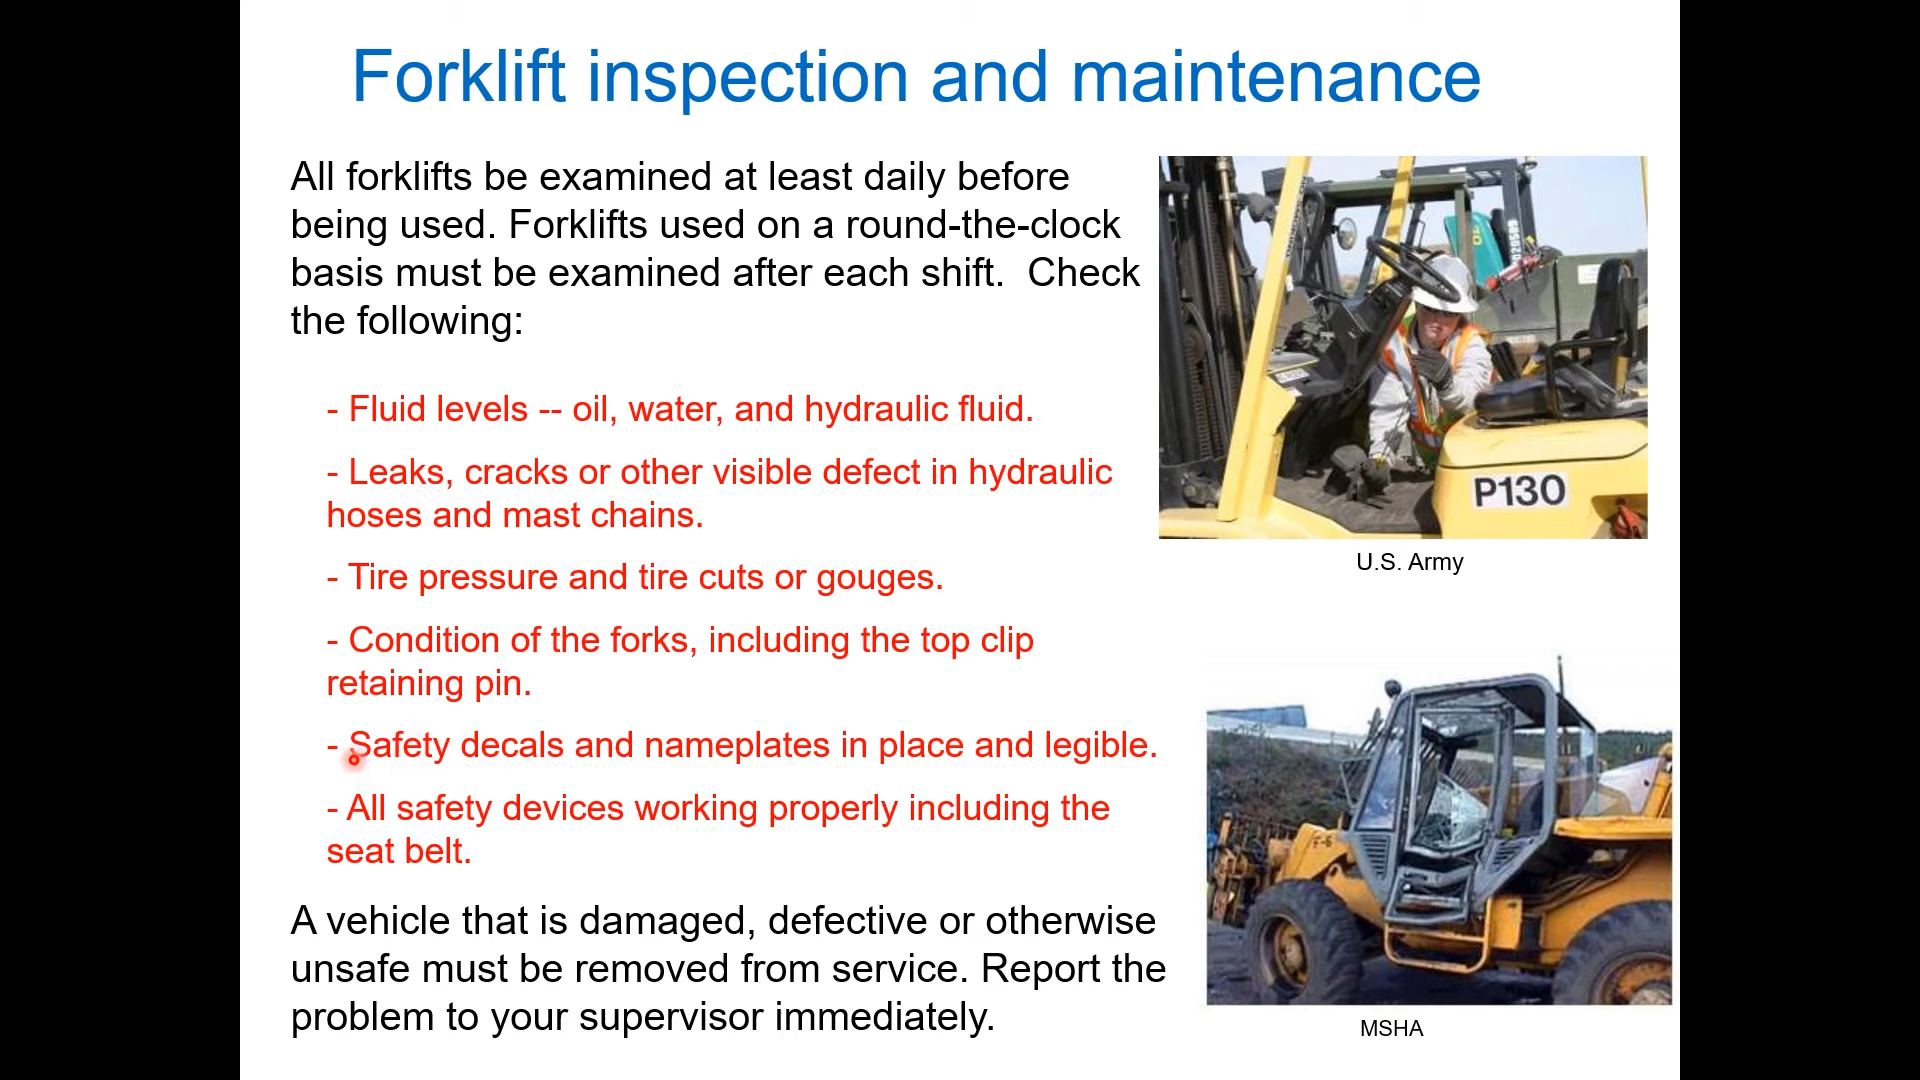 Forklift inspection and maintenance
All forklifts be examined at least daily before
being used. Forklifts used on a round-the-clock
basis must be examined after each shift.  Check
the following:
- Fluid levels -- oil, water, and hydraulic fluid.
- Leaks, cracks or other visible defect in hydraulic
hoses and mast chains.
- Tire pressure and tire cuts or gouges.
- Condition of the forks, including the top clip
retaining pin.
- Safety decals and nameplates in place and legible.
- All safety devices working properly including the
seat belt.
A vehicle that is damaged, defective or otherwise
unsafe must be removed from service. Report the
problem to your supervisor immediately.
P130
U.S. Army
F-6
MSHA